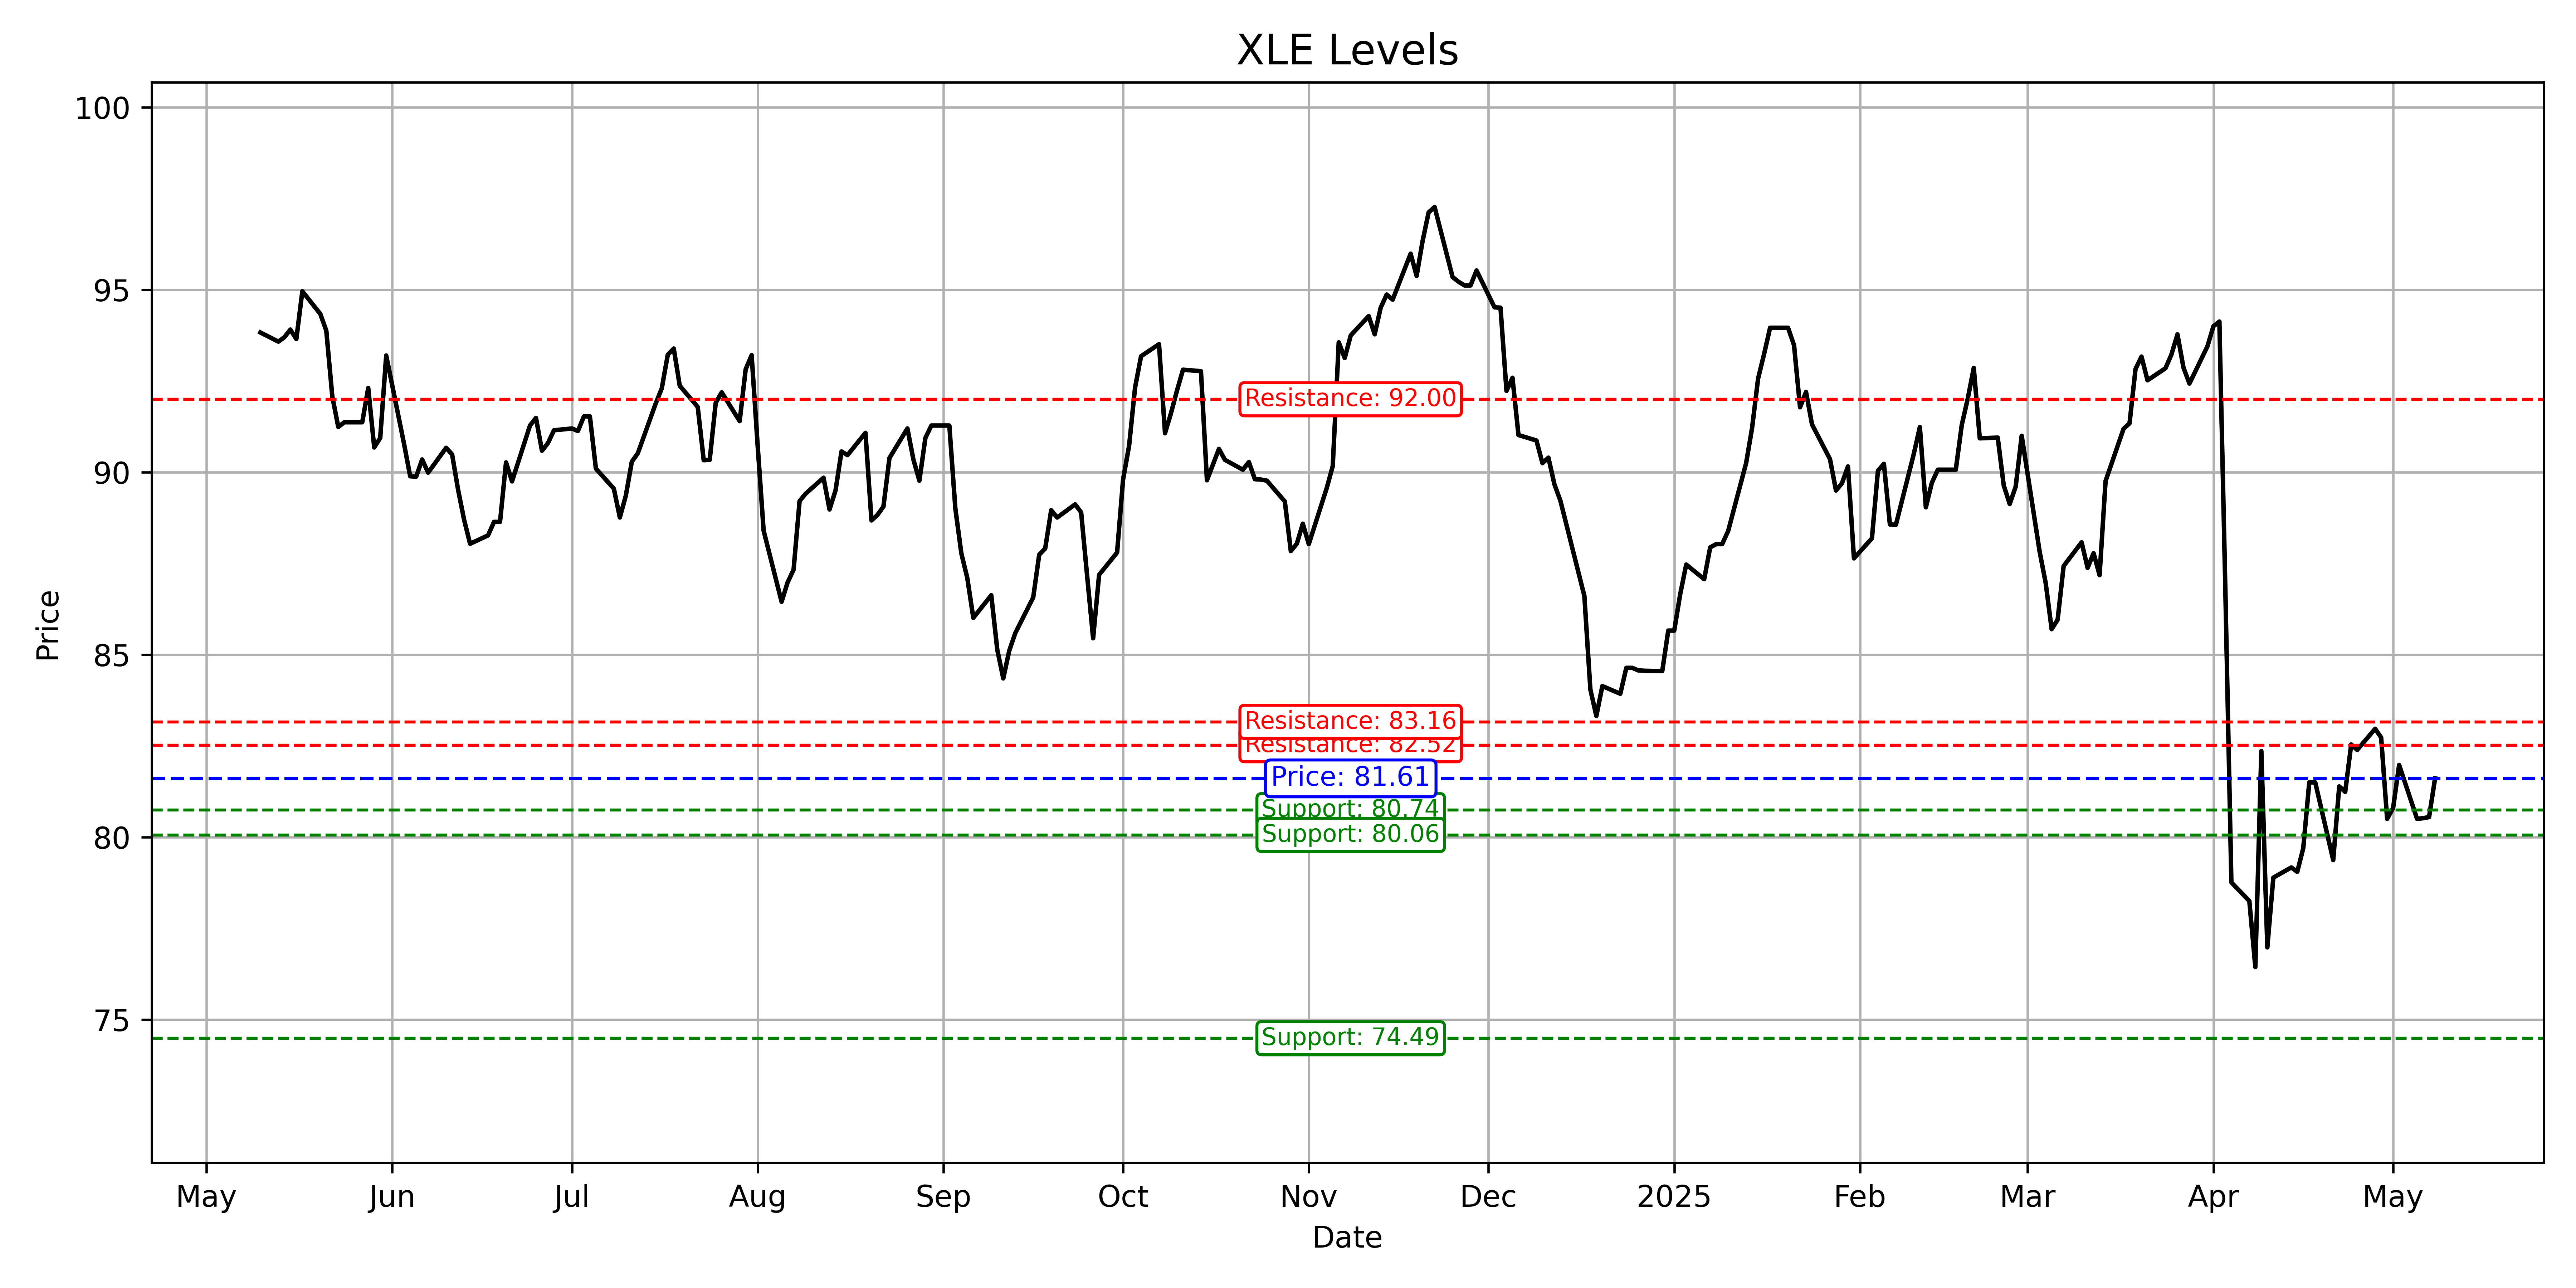 XLE Levels
100
95
90
85
80
75
Price
Resistance: 92.00
Resistance: 83.16
Resistance: 82.52
Price: 81.61
Support: 80.74
Support: 80.06
Support: 74.49
May Jun Jul Aug Sep Oct Nov Dec 2025 Feb Mar Apr May
Date